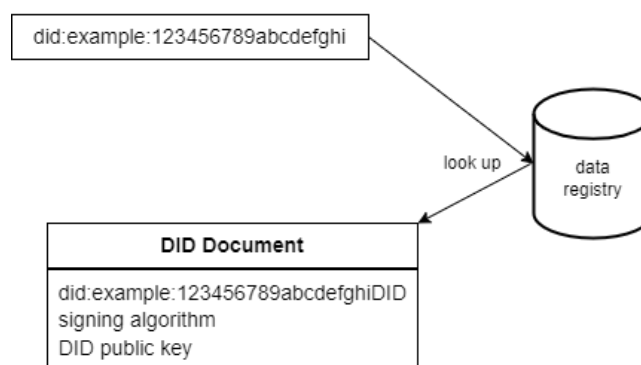 did:example:123456789abcdefghi
look up
data
registry
DID Document
did:example:123456789abcdefghiDID
signing algorithm
DID public key